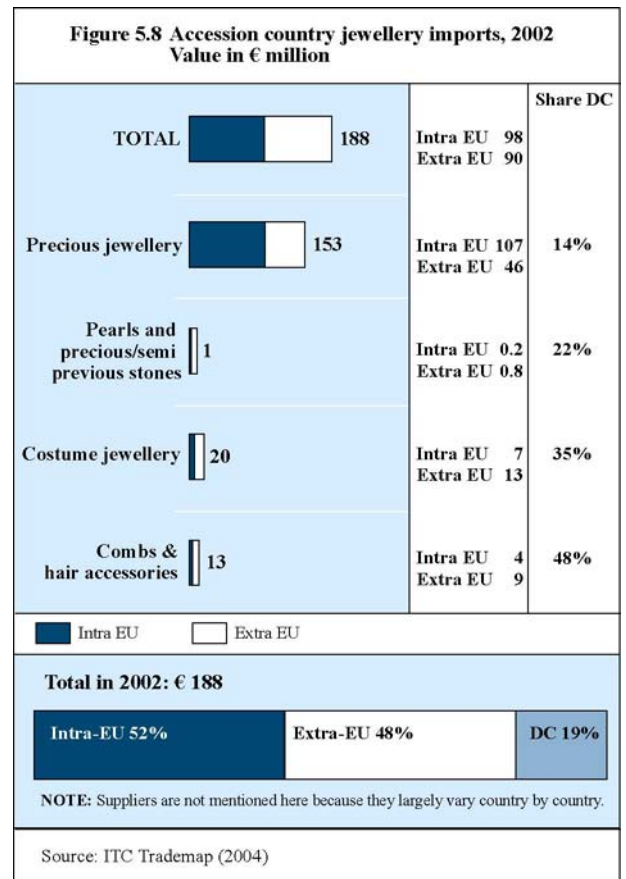 Figure 5.8 Accession country jewellery imports, 2002
Value in € million
Share DC
TOTAL
188
Intra EU 98
Extra EU 90
Precious jewellery
153
Intra EU 107
Extra EU 46
14%
Pearls and
precious/semi
previous stones
1
Intra EU 0.2
Extra EU 0.8
22%
Costume jewellery
20
Intra EU 7
Extra EU 13
35%
Combs &
hair accessories
13
Intra EU 4
Extra EU 9
48%
Intra EU
Extra EU
Total in 2002: € 188
Intra-EU 52%
Extra-EU 48%
DC 19%
NOTE: Suppliers are not mentioned here because they largely vary country by country.
Source: ITC Trademap (2004)